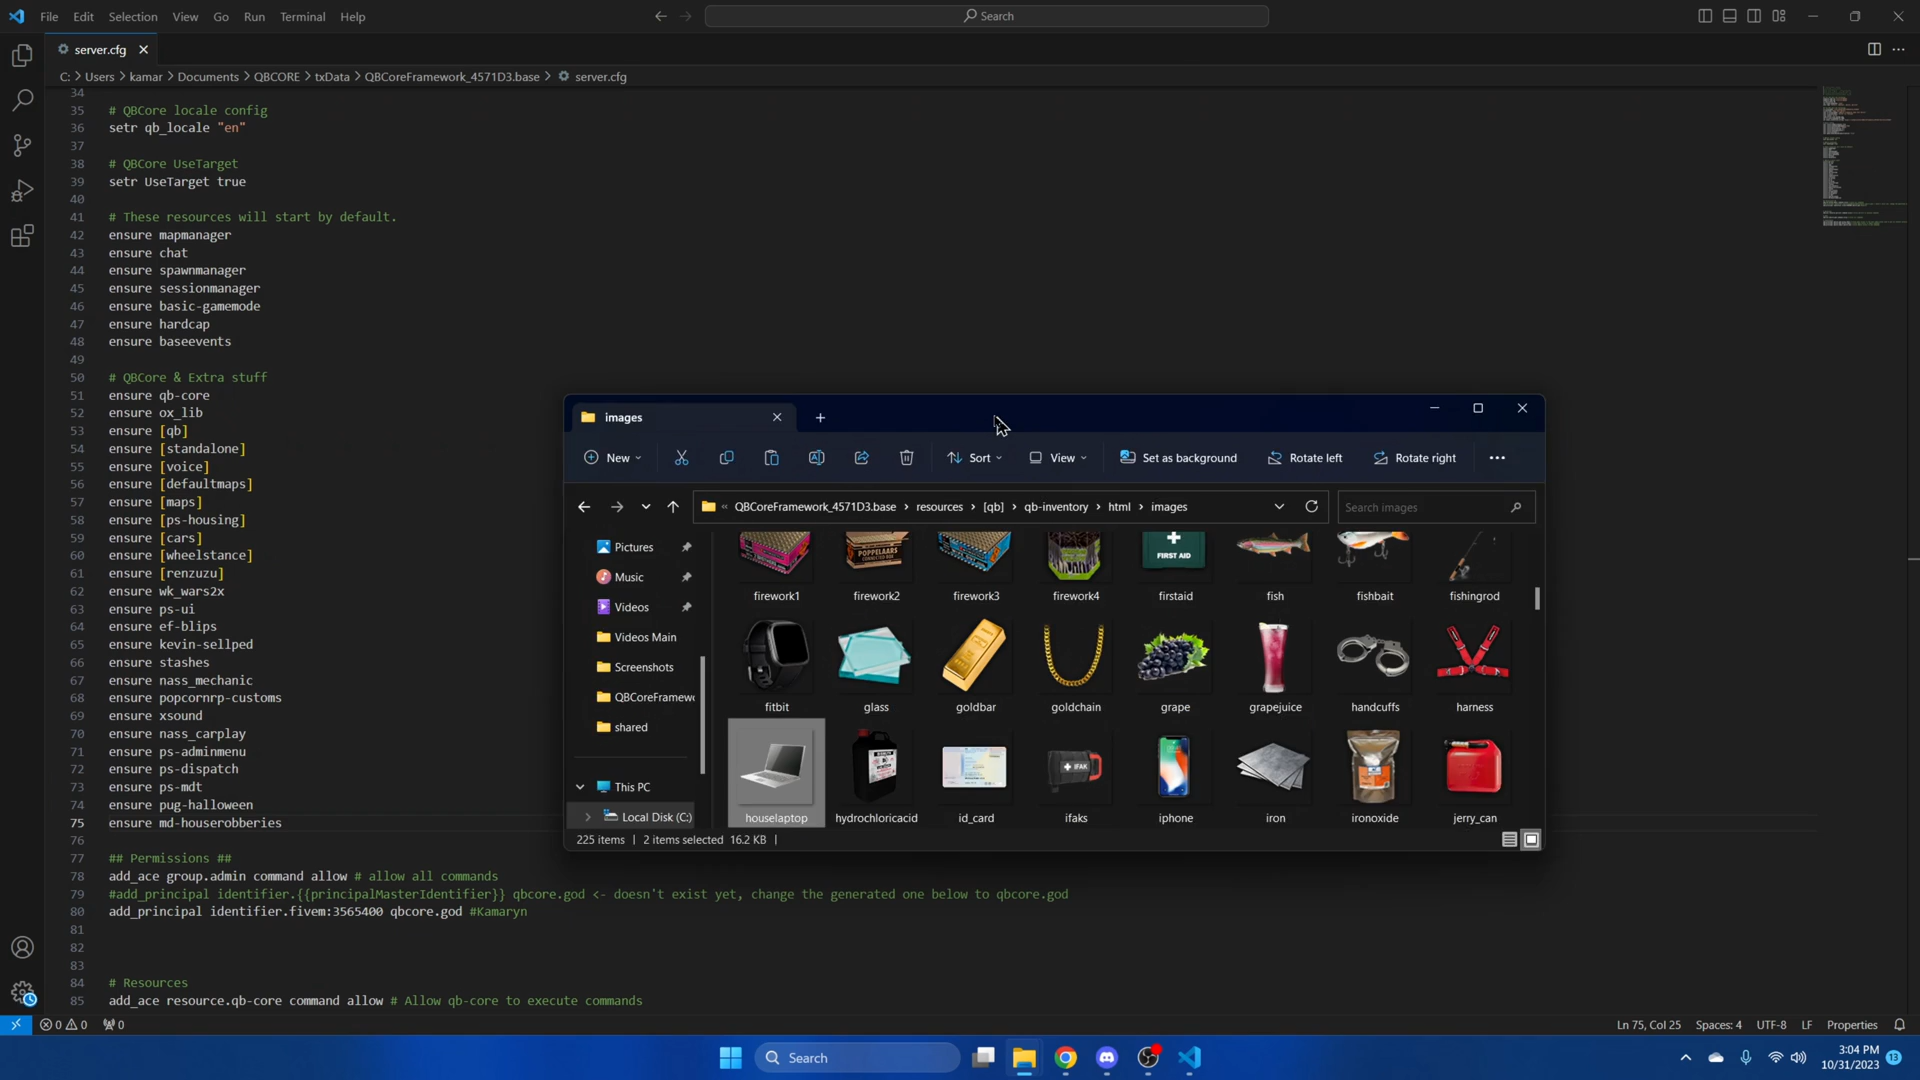 File Edit Selection View Go Run Terminal Help
Search
server.cfg
C: > Users > kamar > Documents > QBCORE > txData > QBCoreFramework_4571D3.base > server.cfg
34
35 # QBCore locale config
36 setr qb_locale "en"
37
38 # QBCore UseTarget
39 setr UseTarget true
40
41 # These resources will start by default.
42 ensure mapmanager
43 ensure chat
44 ensure spawnmanager
45 ensure sessionmanager
46 ensure basic-gamemode
47 ensure hardcap
48 ensure baseevents
49
50 # QBCore & Extra stuff
51 ensure qb-core
52 ensure ox_lib
53 ensure [qb]
54 ensure [standalone]
55 ensure [voice]
56 ensure [defaultmaps]
57 ensure [maps]
58 ensure [ps-housing]
59 ensure [cars]
60 ensure [wheelstance]
61 ensure [renzuzu]
62 ensure wk_wars2x
63 ensure ps-ui
64 ensure ef-blips
65 ensure kevin-sellped
66 ensure stashes
67 ensure nass_mechanic
68 ensure popcornrp-customs
69 ensure xsound
70 ensure nass_carplay
71 ensure ps-adminmenu
72 ensure ps-dispatch
73 ensure ps-mdt
74 ensure pug-halloween
75 ensure md-houserobberies
76
77 ## Permissions ##
78 add_ace group.admin command allow # allow all commands
79 #add_principal identifier.{{principalMasterIdentifier}} qbcore.god <- doesn't exist yet, change the generated one below to qbcore.god
80 add_principal identifier.fivem:3565400 qbcore.god #Kamaryn
81
82
83
84 # Resources
85 add_ace resource.qb-core command allow # Allow qb-core to execute commands
images
New Sort View Set as background Rotate left Rotate right
« QBCoreFramework_4571D3.base > resources > [qb] > qb-inventory > html > images
Search images
Pictures
Music
Videos
Videos Main
Screenshots
QBCoreFramew
shared
This PC
Local Disk (C:)
POPPELAARS
FIRST AID
firework1 firework2 firework3 firework4 firstaid fish fishbait fishingrod
fitbit glass goldbar goldchain grape grapejuice handcuffs harness
IFAK
houselaptop hydrochloricacid id_card ifaks iphone iron ironoxide jerry_can
225 items 2 items selected 16.2 KB
0 0 0
Ln 75, Col 25 Spaces: 4 UTF-8 LF Properties
Search
3:04 PM
10/31/2023
13